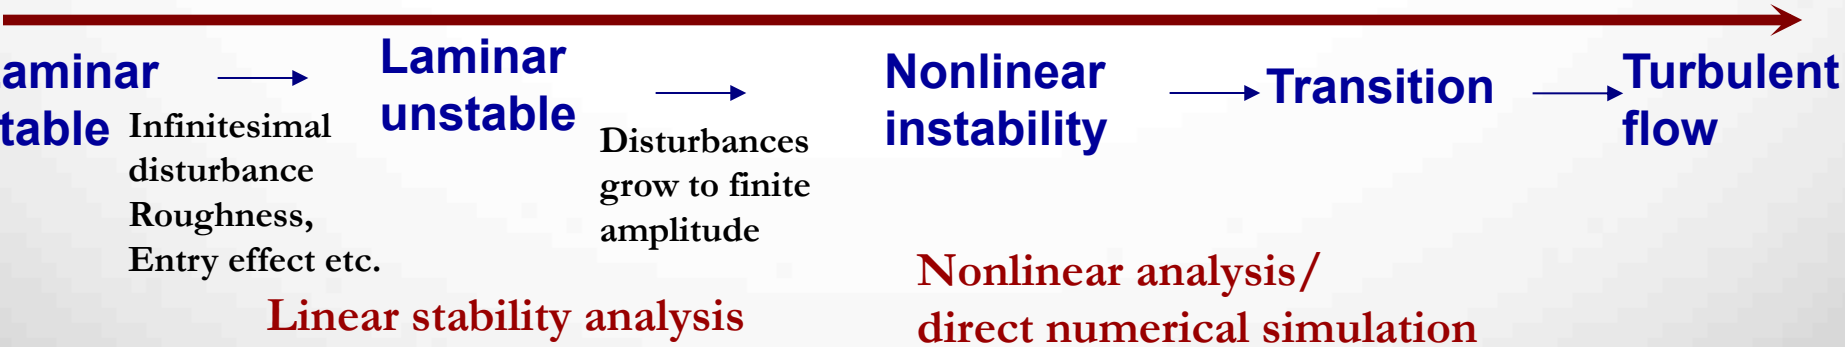 aminar
table
Infinitesimal
disturbance
Roughness,
Entry effect etc.
Laminar
unstable
Disturbances
grow to finite
amplitude
Nonlinear
instability
Transition
Turbulent
flow
Linear stability analysis
Nonlinear analysis/
direct numerical simulation